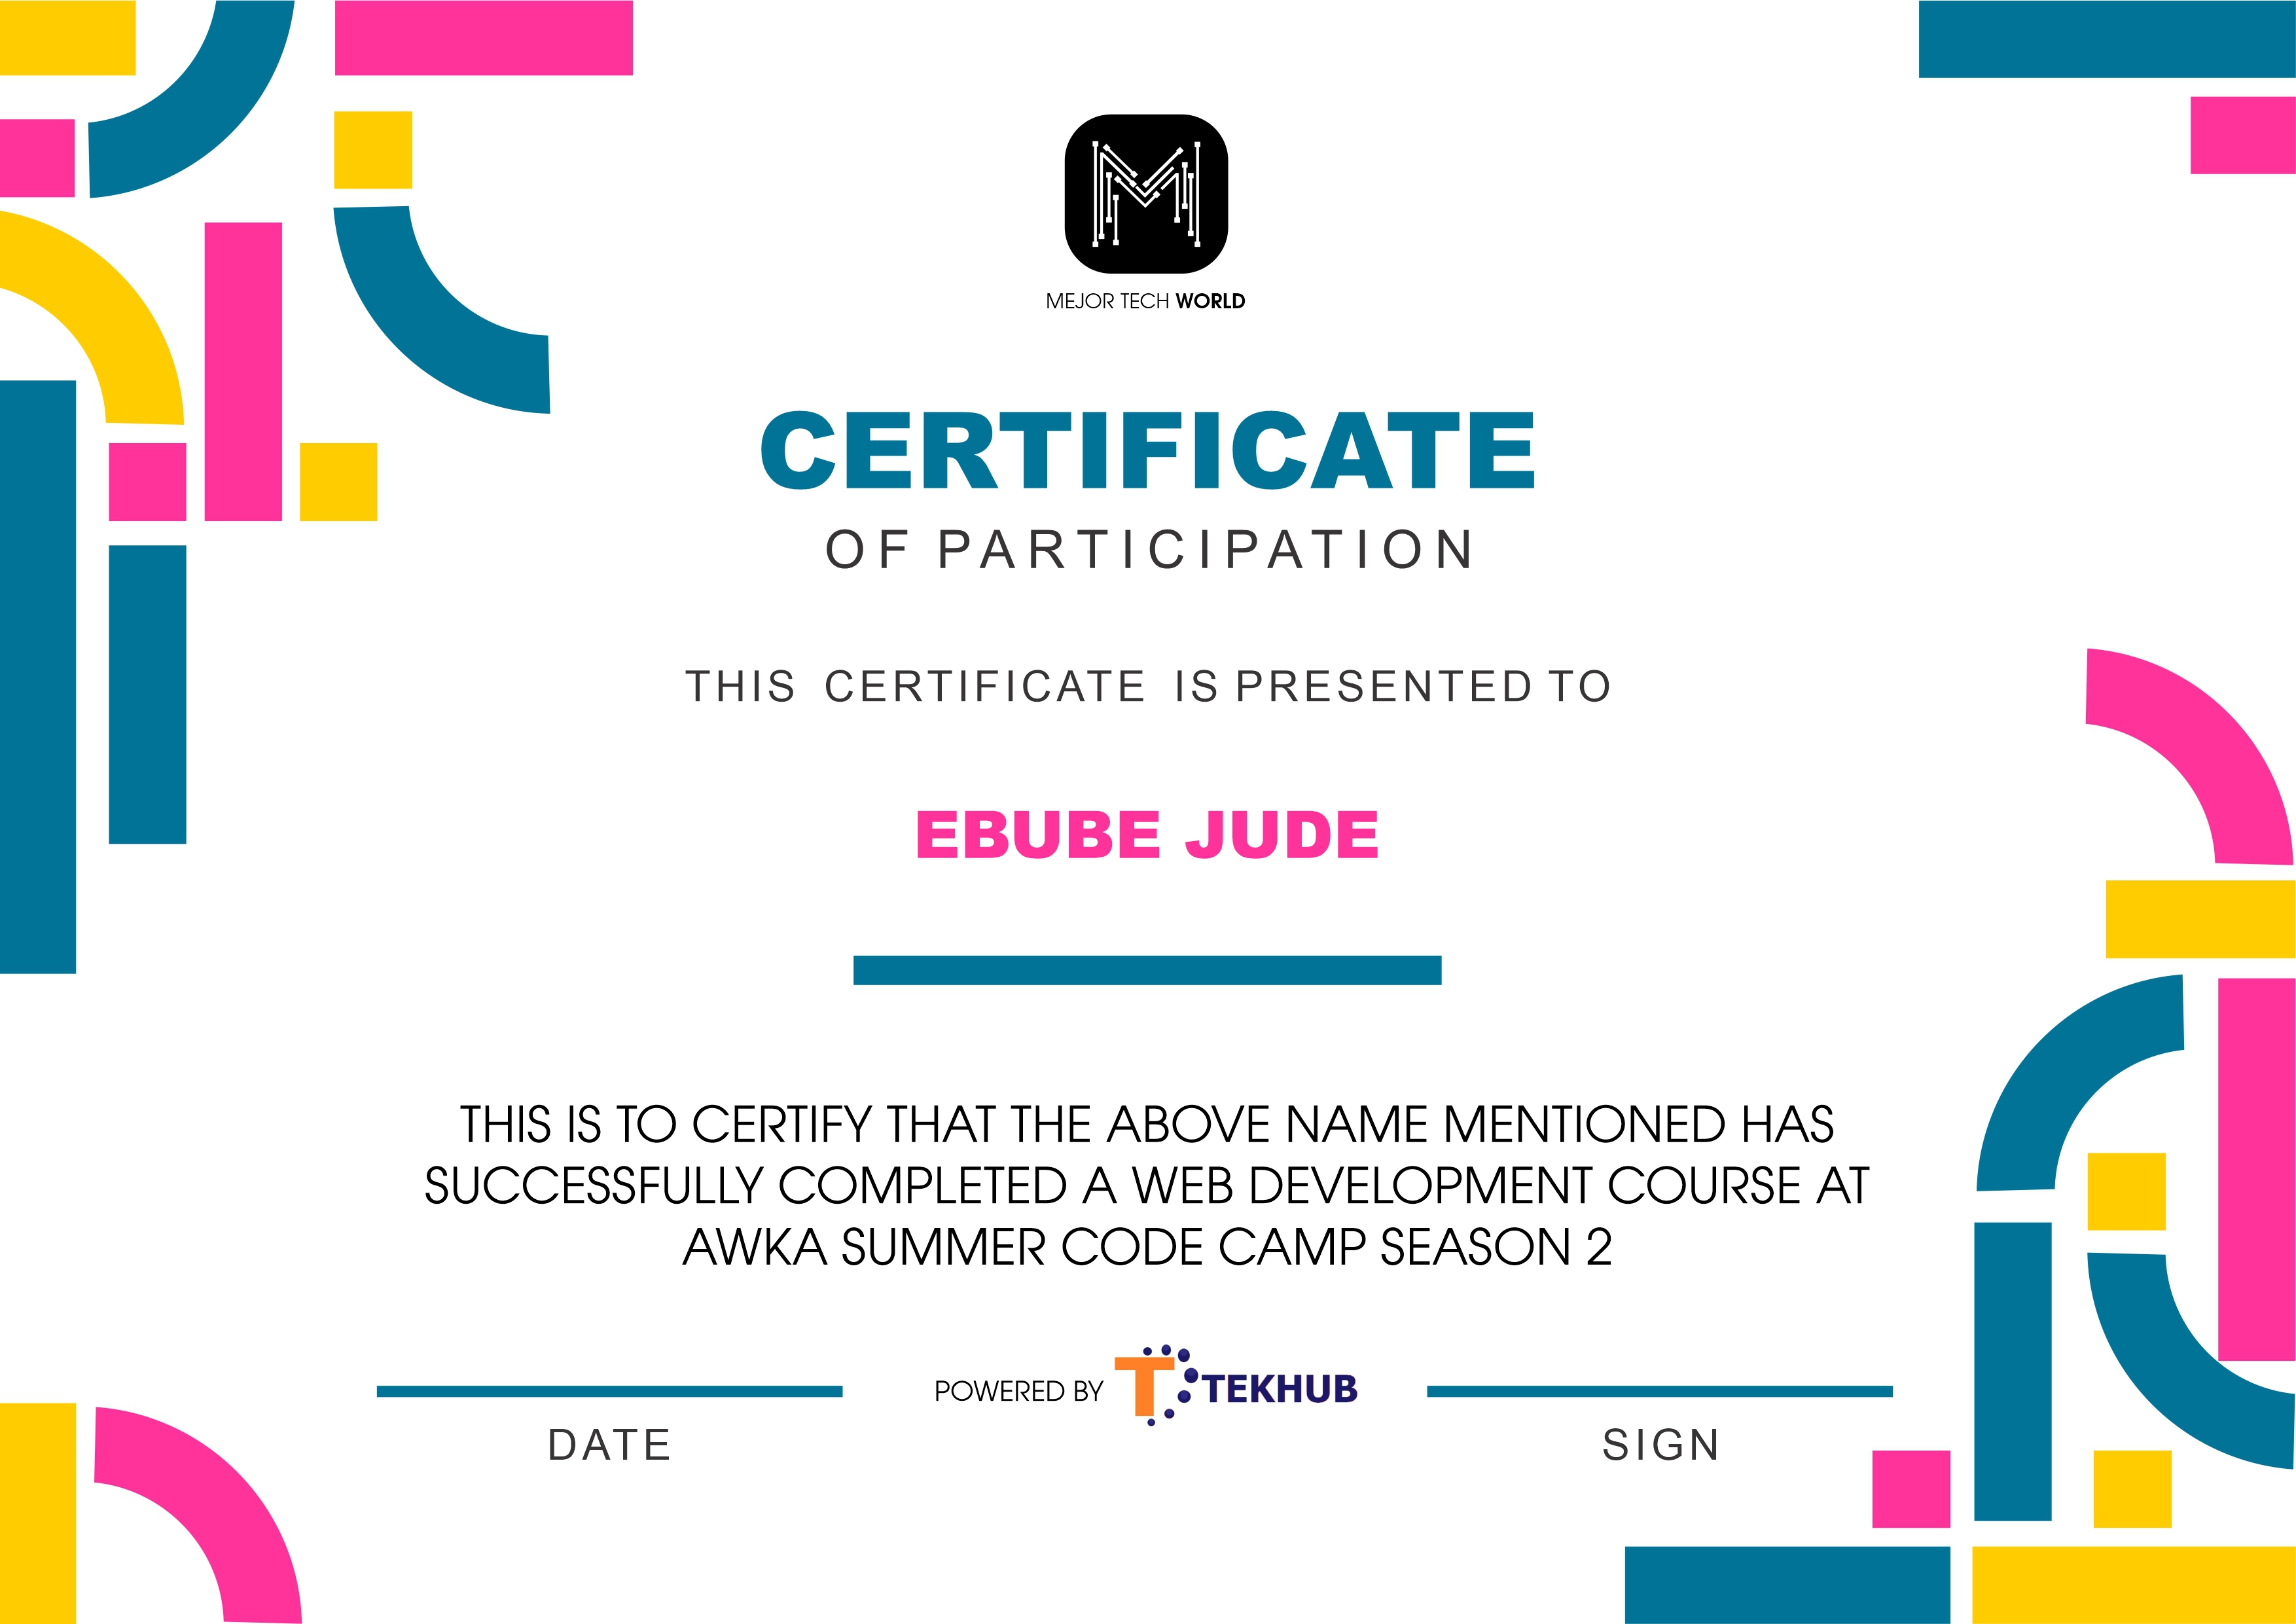 MEJOR TECH WORLD
CERTIFICATE
OF PARTICIPATION
THIS CERTIFICATE IS PRESENTED TO
EBUBE JUDE
THIS IS TO CERTIFY THAT THE ABOVE NAME MENTIONED HAS
SUCCESSFULLY COMPLETED A WEB DEVELOPMENT COURSE AT
AWKA SUMMER CODE CAMP SEASON 2
POWERED BY T TEKHUB
DATE
SIGN